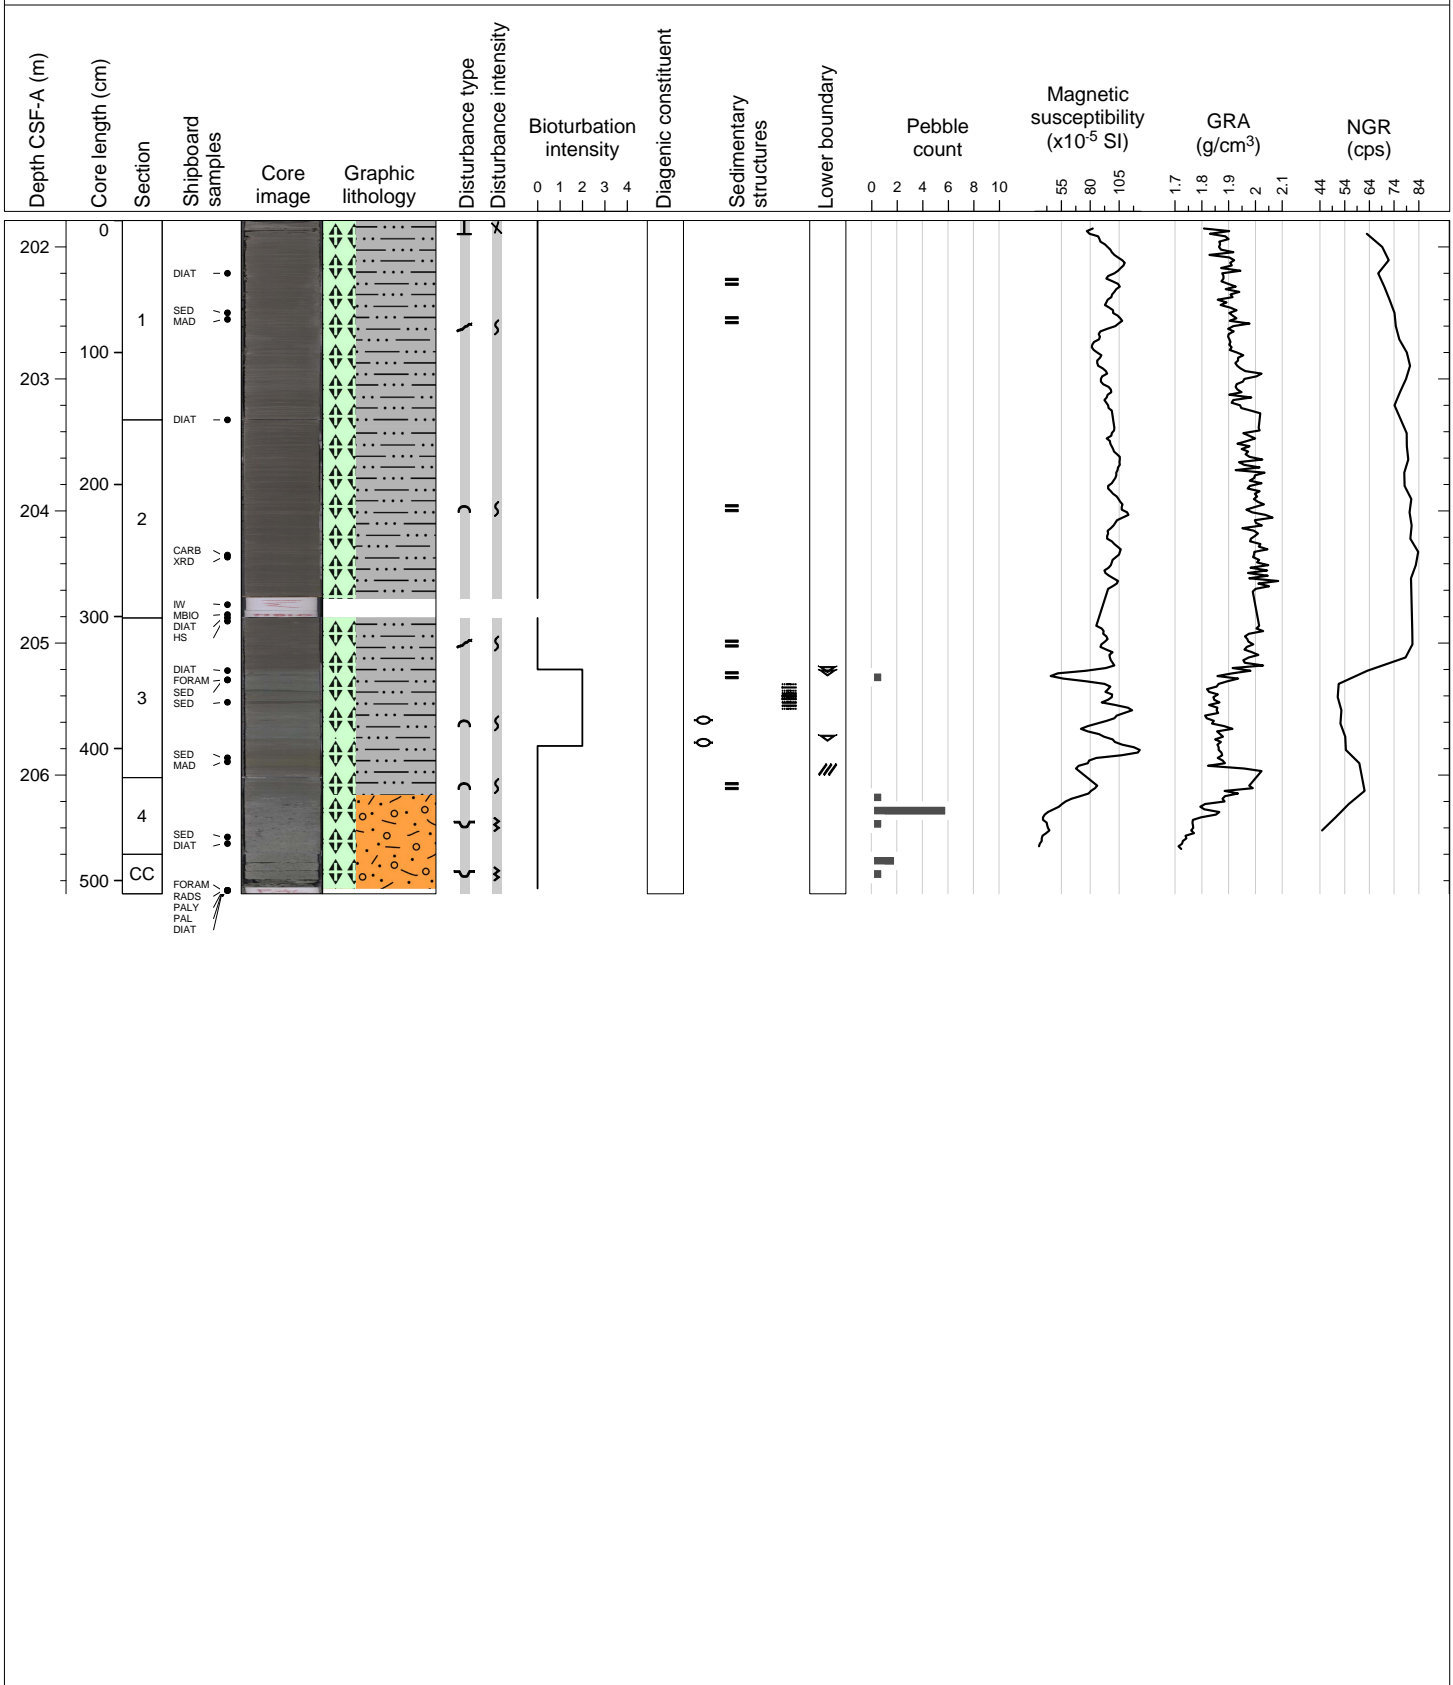 Depth CSF-A (m)
Core length (cm)
Section
Shipboard
samples
Core
image
Graphic
lithology
Disturbance type
Disturbance intensity
Bioturbation
intensity
0 1 2 3 4
Diagenic constituent
Sedimentary
structures
Lower boundary
Pebble
count
0 2 4 6 8 10
Magnetic
susceptibility
(x10-5 SI)
55 80 105
GRA
(g/cm3)
1.7 1.8 1.9 2 2.1
NGR
(cps)
44 54 64 74 84
0
202
DIAT
SED
MAD
1
100
203
DIAT
200
204
2
CARB
XRD
IW
MBIO
300
DIAT
HS
205
DIAT
FORAM
SED
3
SED
400
SED
MAD
206
4
SED
DIAT
CC
500
FORAM
RADS
PALY
PAL
DIAT